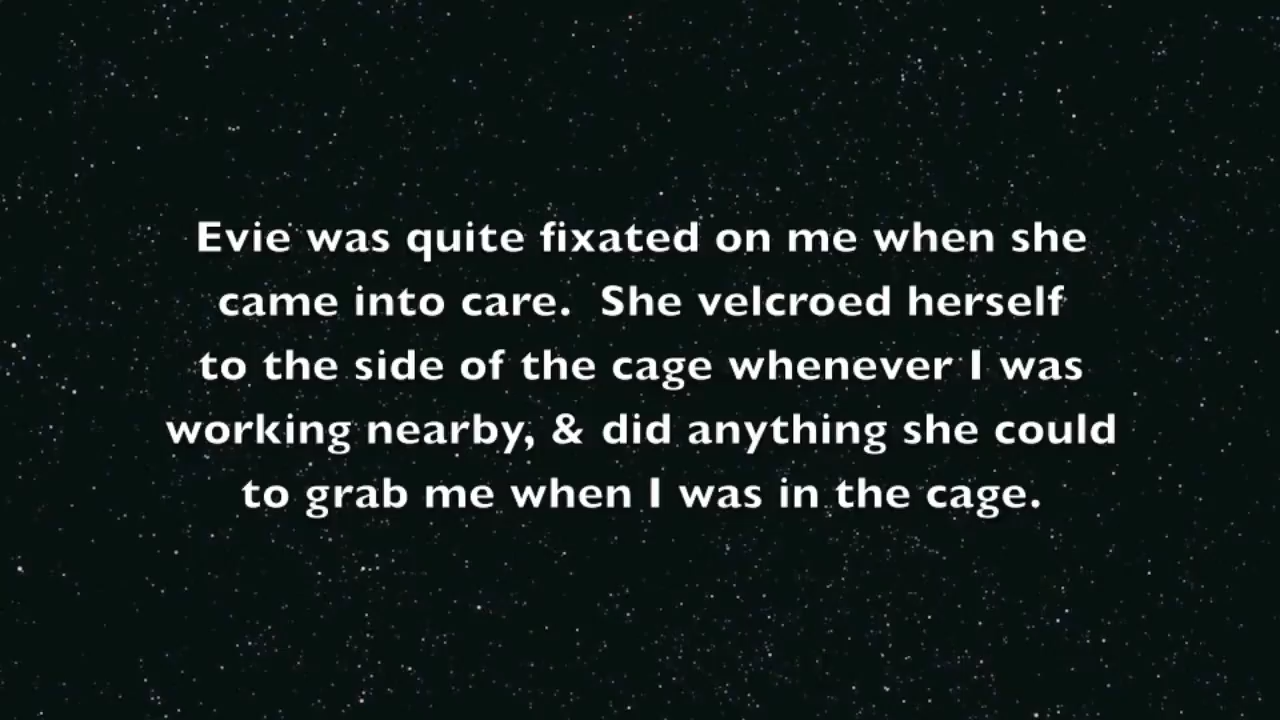 Evie was quite fixated on me when she
came into care.  She velcroed herself
to the side of the cage whenever I was
working nearby, & did anything she could
to grab me when I was in the cage.